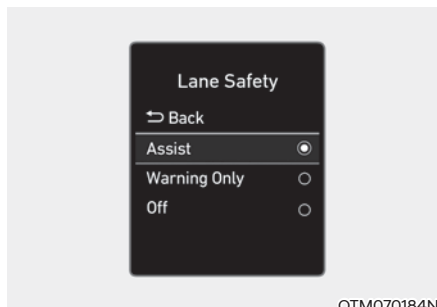 Lane Safety
Back
Assist
Warning Only
Off
OTM070184N